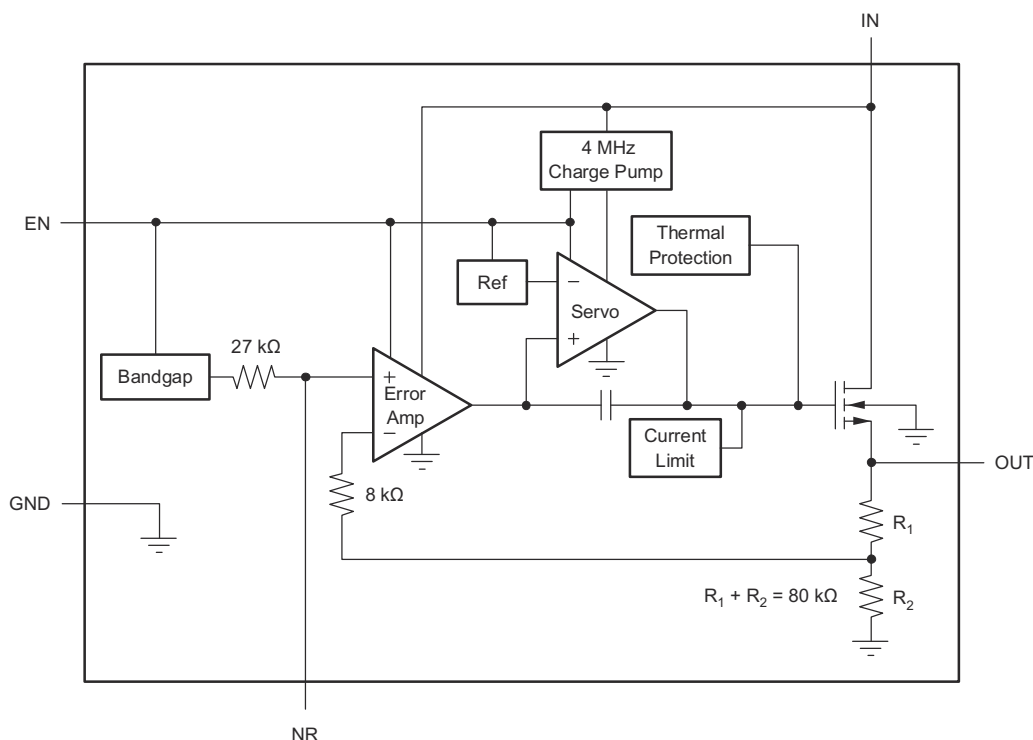 IN
4 MHz
Charge Pump
EN
Thermal
Protection
Ref
−
Servo
+
27 kΩ
Bandgap
+
Error
Amp
−
Current
Limit
OUT
8 kΩ
GND
R1
R1 + R2 = 80 kΩ
R2
NR